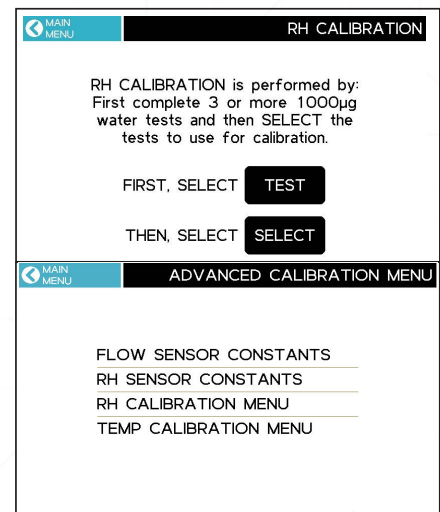 MAIN
MENU
RH CALIBRATION
RH CALIBRATION is performed by:
First complete 3 or more 1000µg
water tests and then SELECT the
tests to use for calibration.
FIRST, SELECT TEST
THEN, SELECT SELECT
MAIN
MENU
ADVANCED CALIBRATION MENU
FLOW SENSOR CONSTANTS
RH SENSOR CONSTANTS
RH CALIBRATION MENU
TEMP CALIBRATION MENU